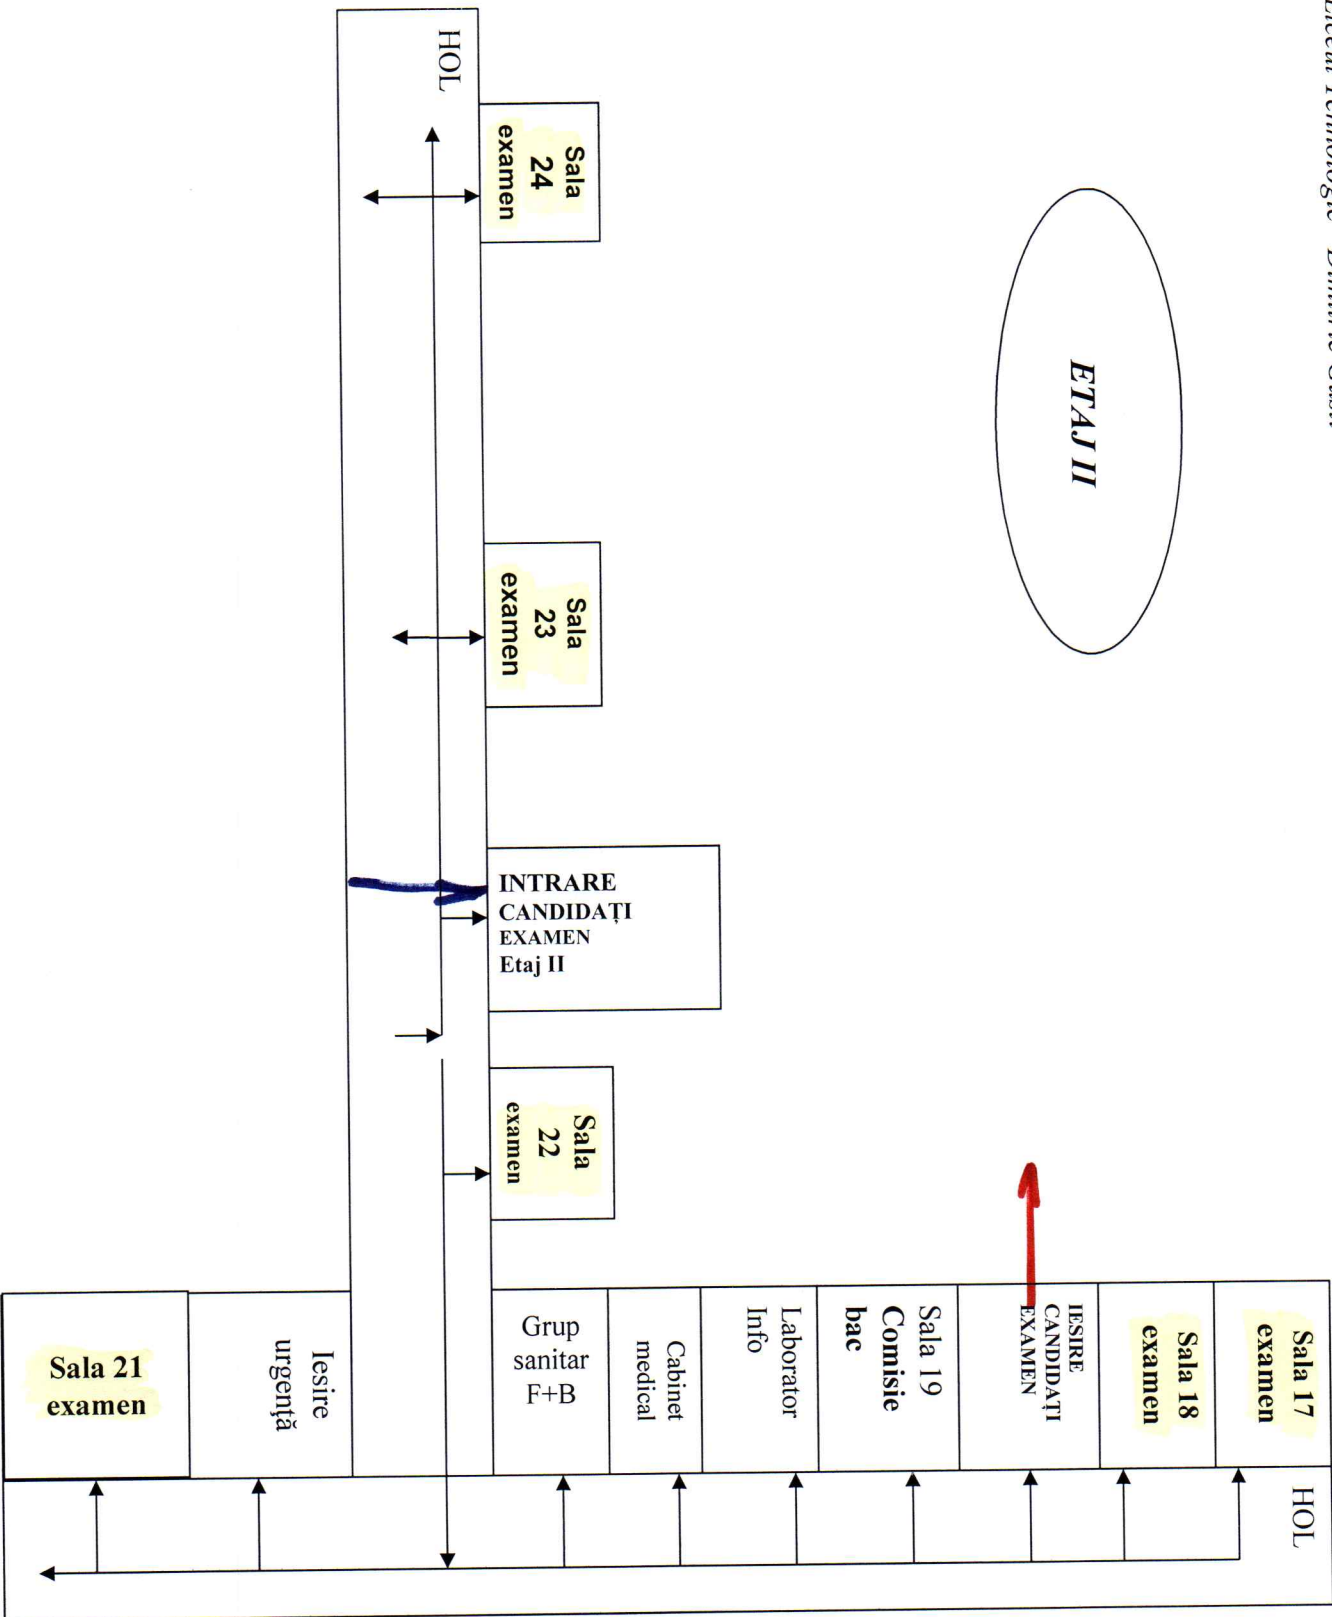 Tehnologic
ETAJ II
HOL
Sala
24
examen
Sala
23
examen
INTRARE
CANDIDAȚI
EXAMEN
Etaj II
Sala
22
examen
Sala 17
examen
Sala 18
examen
IESIRE
CANDIDAȚI
EXAMEN
Sala 19
Comisie
bac
Laborator
Info
Cabinet
medical
Grup
sanitar
F+B
Iesire
urgență
Sala 21
examen
HOL